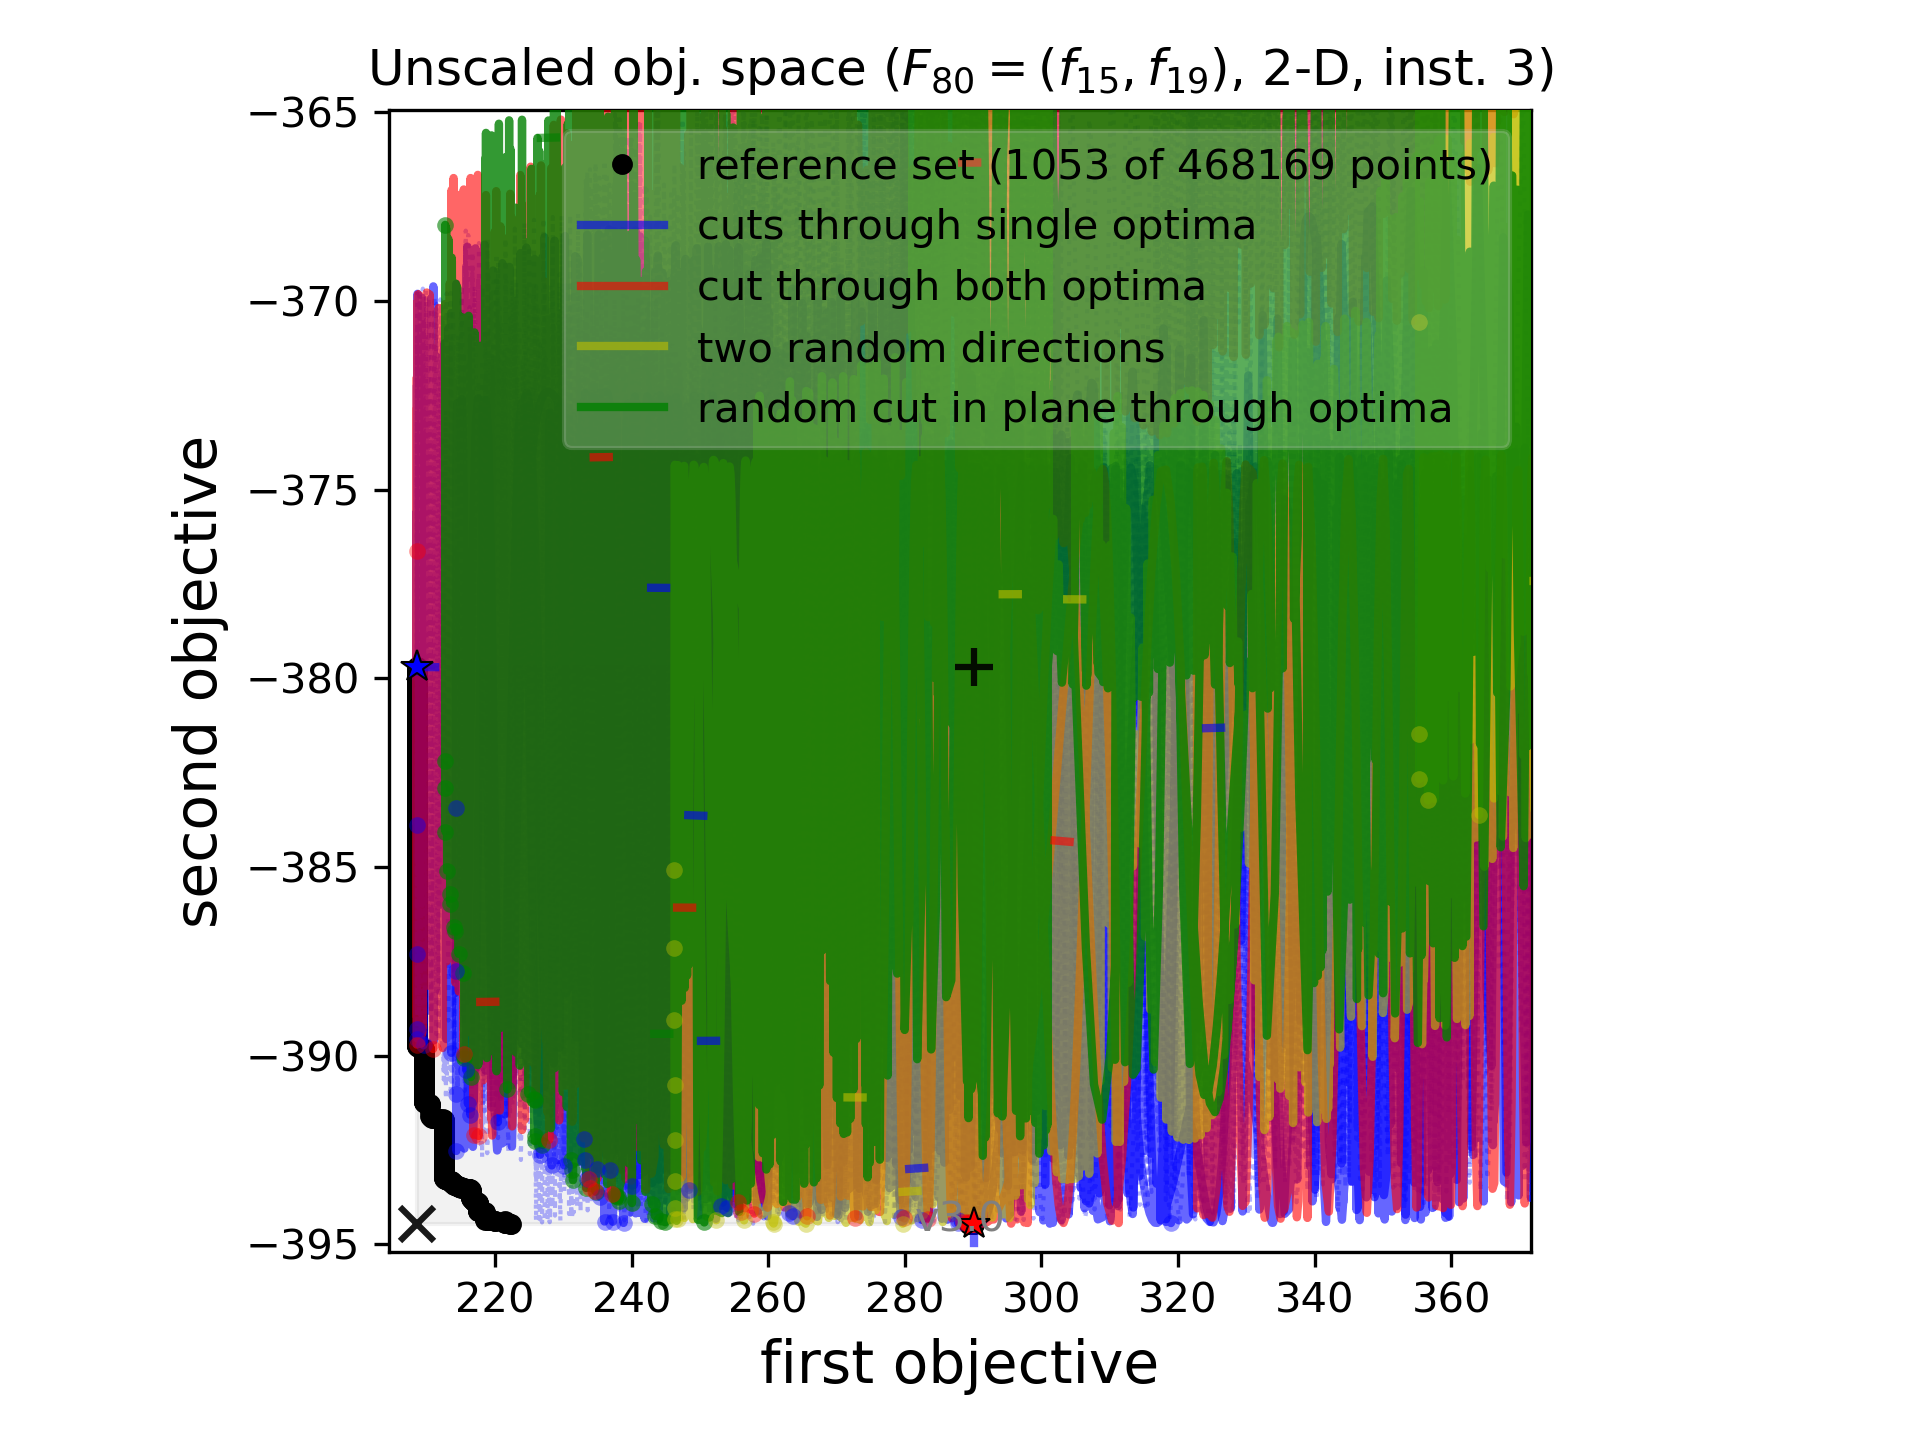 Unscaled obj. space (F80 = (f15, f19), 2-D, inst. 3)
reference set (1053 of 468169 points)
cuts through single optima
cut through both optima
two random directions
random cut in plane through optima
second objective
−365
−370
−375
−380
−385
−390
−395
220
240
260
280
300
320
340
360
first objective